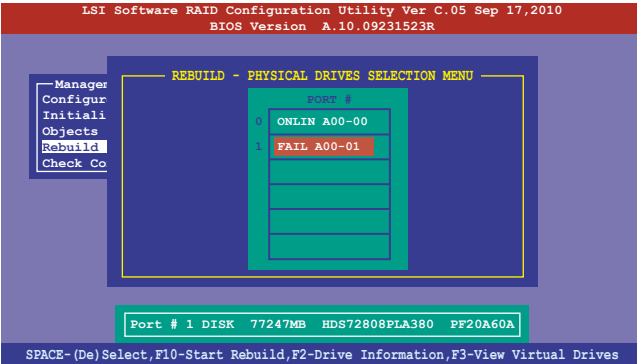 LSI Software RAID Configuration Utility Ver C.05 Sep 17,2010
BIOS Version A.10.09231523R
Managem
Configur
Initiali
Objects
Rebuild
Check Co
REBUILD - PHYSICAL DRIVES SELECTION MENU
PORT #
0 ONLIN A00-00
1 FAIL A00-01
Port # 1 DISK 77247MB HDS72808PLA380 PF20A60A
SPACE-(De)Select,F10-Start Rebuild,F2-Drive Information,F3-View Virtual Drives